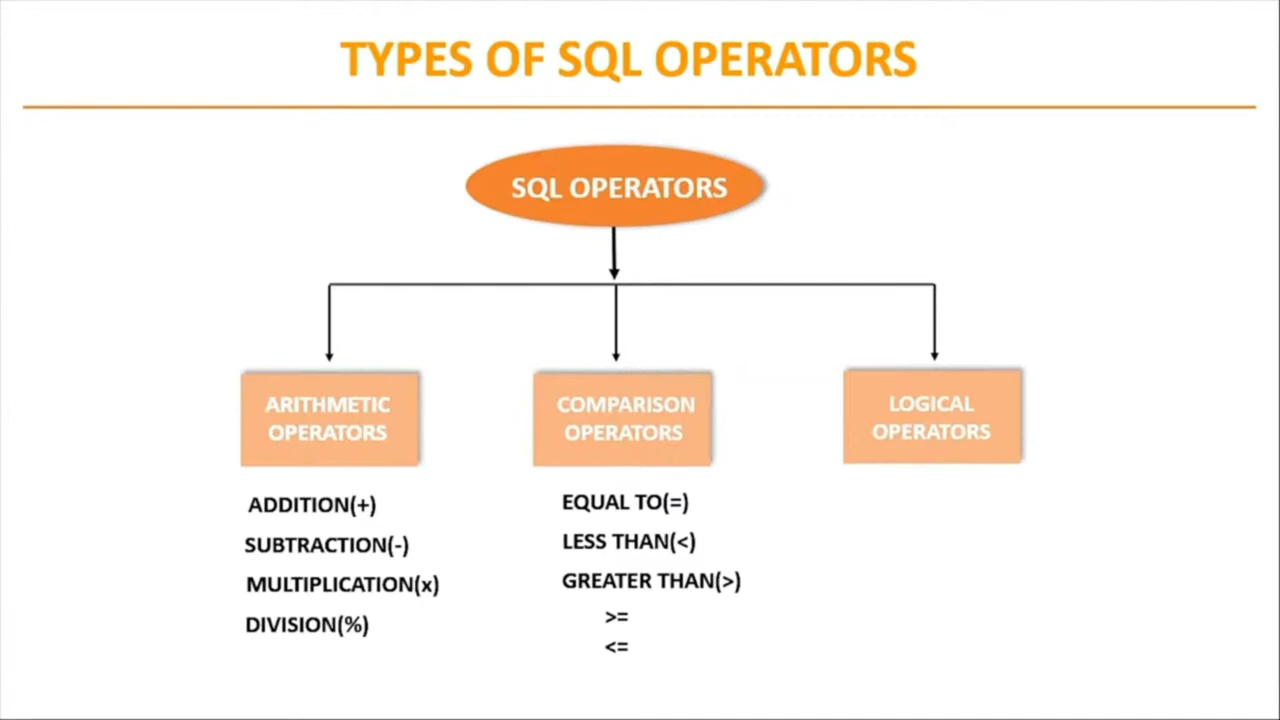 TYPES OF SQL OPERATORS
SQL OPERATORS
ARITHMETIC
OPERATORS
COMPARISON
OPERATORS
LOGICAL
OPERATORS
ADDITION(+)
SUBTRACTION(-)
MULTIPLICATION(x)
DIVISION(%)
EQUAL TO(=)
LESS THAN(<)
GREATER THAN(>)
>=
<=